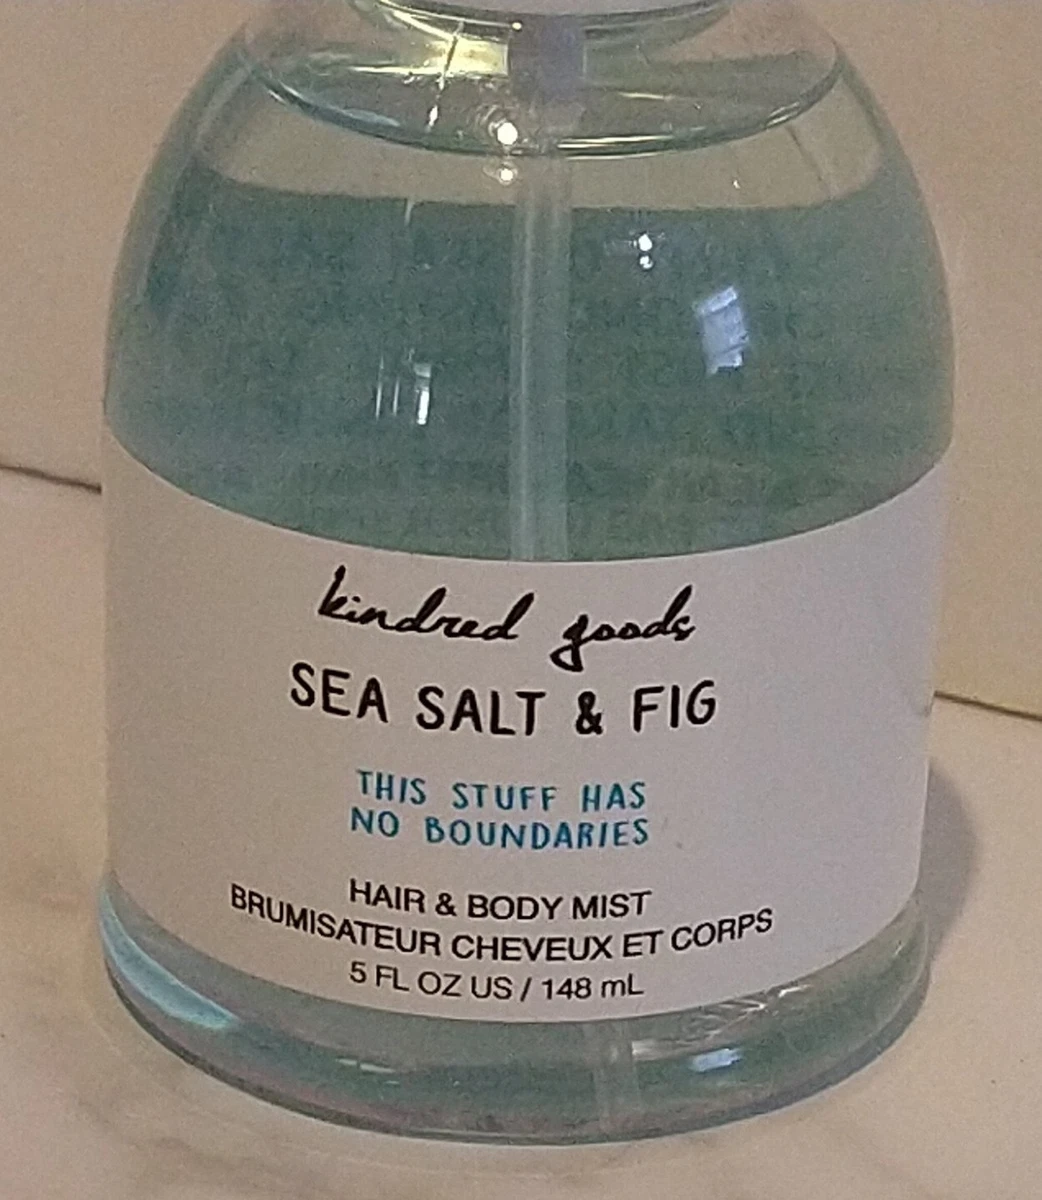 kindred goods
SEA SALT & FIG
THIS STUFF HAS
NO BOUNDARIES
HAIR & BODY MIST
BRUMISATEUR CHEVEUX ET CORPS
5 FL OZ US / 148 mL